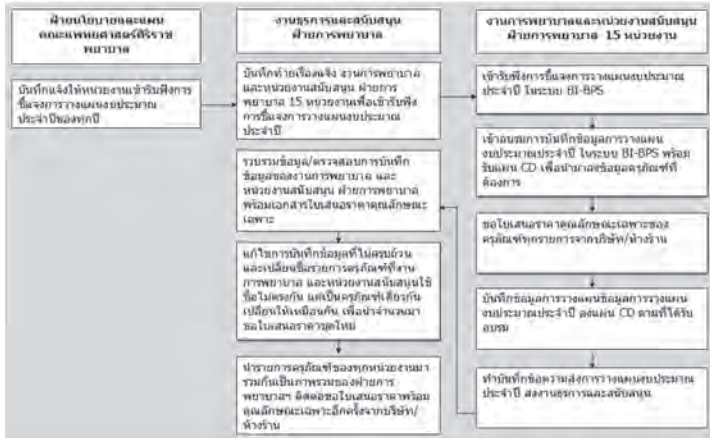 ฝ่ายนโยบายและแผน
คณะแพทยศาสตร์ศิริราช
พยาบาล
บันทึกแจ้งให้หน่วยงานเข้ารับฟังการ
ชี้แจงการวางแผนงบประมาณ
ประจำปีของทุกปี
งานธุรการและสนับสนุน
ฝ่ายการพยาบาล
บันทึกท้ายเรื่องแจ้ง งานการพยาบาล
และหน่วยงานสนับสนุน ฝ่ายการ
พยาบาล 15 หน่วยงานเพื่อเข้ารับฟัง
การชี้แจงการวางแผนงบประมาณ
ประจำปี
รวบรวมข้อมูล/ตรวจสอบการบันทึก
ข้อมูลของงานการพยาบาล และ
หน่วยงานสนับสนุน ฝ่ายการพยาบาล
พร้อมเอกสารใบเสนอราคาคุณลักษณะ
เฉพาะ
แก้ไขการบันทึกข้อมูลที่ไม่ครบถ้วน
และเปลี่ยนชื่อรายการครุภัณฑ์ที่งาน
การพยาบาล และหน่วยงานสนับสนุนใช้
ชื่อไม่ตรงกัน แต่เป็นครุภัณฑ์เดียวกัน
เปลี่ยนให้เหมือนกัน เพื่อนำจำนวนมา
ขอใบเสนอราคาชุดใหม่
นำรายการครุภัณฑ์ของทุกหน่วยงานมา
รวมกันเป็นภาพรวมของฝ่ายการ
พยาบาลฯ ติดต่อขอใบเสนอราคาพร้อม
คุณลักษณะเฉพาะอีกครั้งจากบริษัท/
ห้างร้าน
งานการพยาบาลและหน่วยงานสนับสนุน
ฝ่ายการพยาบาล 15 หน่วยงาน
เข้ารับฟังการชี้แจงการวางแผนงบประมาณ
ประจำปี ในระบบ BI-BPS
เข้าอบรมการบันทึกข้อมูลการวางแผน
งบประมาณประจำปี ในระบบ BI-BPS พร้อม
รับแผ่น CD เพื่อนำมาลงข้อมูลครุภัณฑ์ที่
ต้องการ
ขอใบเสนอราคาคุณลักษณะเฉพาะของ
ครุภัณฑ์ทุกรายการจากบริษัท/ห้างร้าน
บันทึกข้อมูลการวางแผนข้อมูลการวางแผน
งบประมาณประจำปี ลงแผ่น CD ตามที่ได้รับ
อบรม
ทำบันทึกข้อความส่งการวางแผนงบประมาณ
ประจำปี ส่งงานธุรการและสนับสนุน